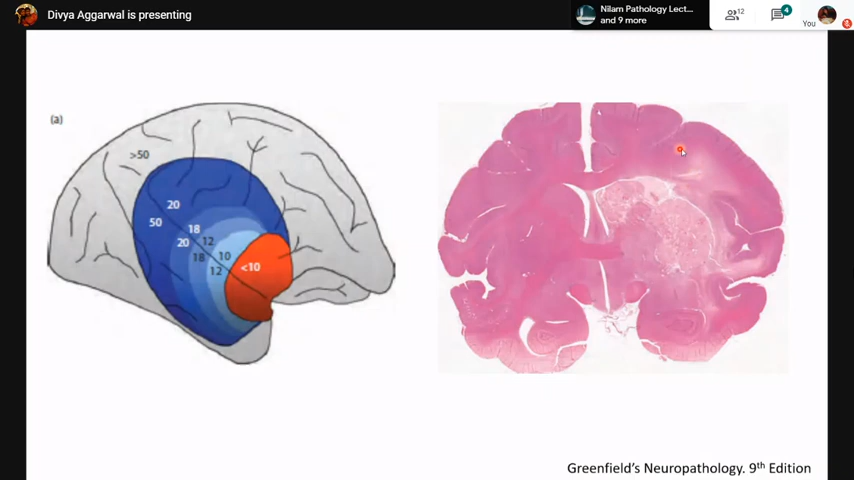 Divya Aggarwal is presenting
Nilam Pathology Lect...
and 9 more
12
4
You
(a)
>50
20
50
18
20
12
18
10
12
<10
Greenfield's Neuropathology. 9th Edition